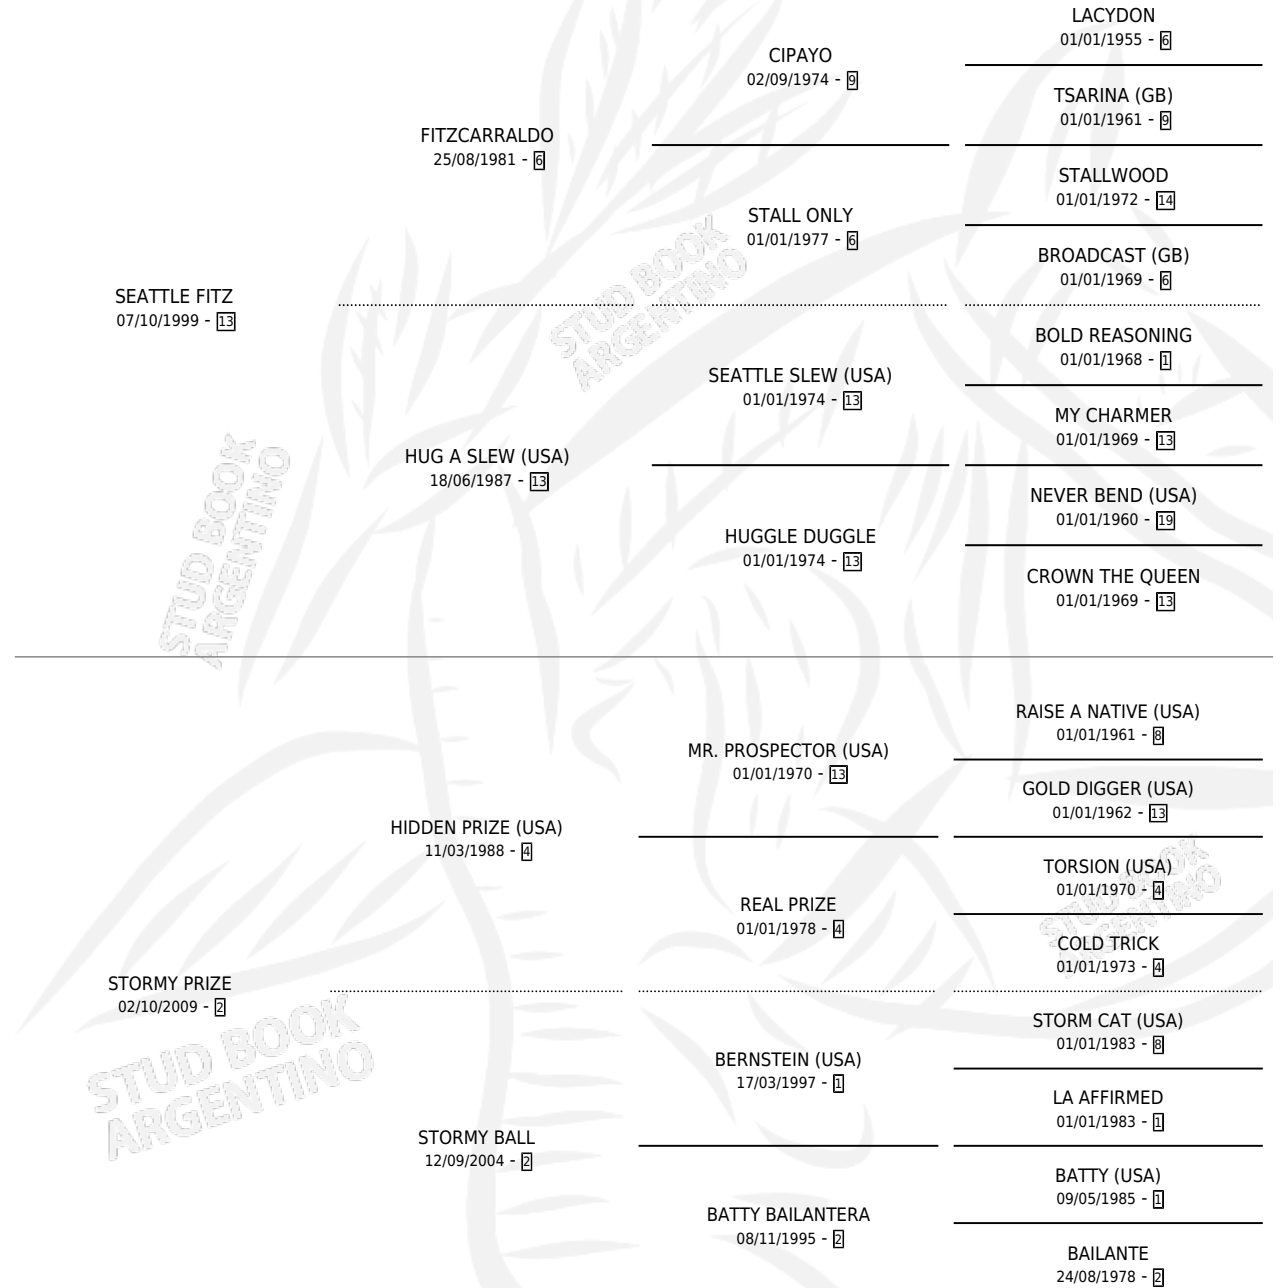 LACYDON
01/01/1955 - 6
CIPAYO
02/09/1974 - 9
TSARINA (GB)
01/01/1961 - 9
FITZCARRALDO
25/08/1981 - 6
STALLWOOD
01/01/1972 - 14
STALL ONLY
01/01/1977 - 6
BROADCAST (GB)
01/01/1969 - 6
SEATTLE FITZ
07/10/1999 - 13
BOLD REASONING
01/01/1968 - 1
SEATTLE SLEW (USA)
01/01/1974 - 13
MY CHARMER
01/01/1969 - 13
HUG A SLEW (USA)
18/06/1987 - 13
NEVER BEND (USA)
01/01/1960 - 19
HUGGLE DUGGLE
01/01/1974 - 13
CROWN THE QUEEN
01/01/1969 - 13
RAISE A NATIVE (USA)
01/01/1961 - 8
MR. PROSPECTOR (USA)
01/01/1970 - 13
GOLD DIGGER (USA)
01/01/1962 - 13
HIDDEN PRIZE (USA)
11/03/1988 - 4
TORSION (USA)
01/01/1970 - 4
REAL PRIZE
01/01/1978 - 4
COLD TRICK
01/01/1973 - 4
STORMY PRIZE
02/10/2009 - 2
STORM CAT (USA)
01/01/1983 - 8
BERNSTEIN (USA)
17/03/1997 - 1
LA AFFIRMED
01/01/1983 - 1
STORMY BALL
12/09/2004 - 2
BATTY (USA)
09/05/1985 - 1
BATTY BAILANTERA
08/11/1995 - 2
BAILANTE
24/08/1978 - 2
STUD BOOK
ARGENTINO
STUD BOOK
ARGENTINO
STUD BOOK
ARGENTINO
STUD BOOK
ARGENTINO